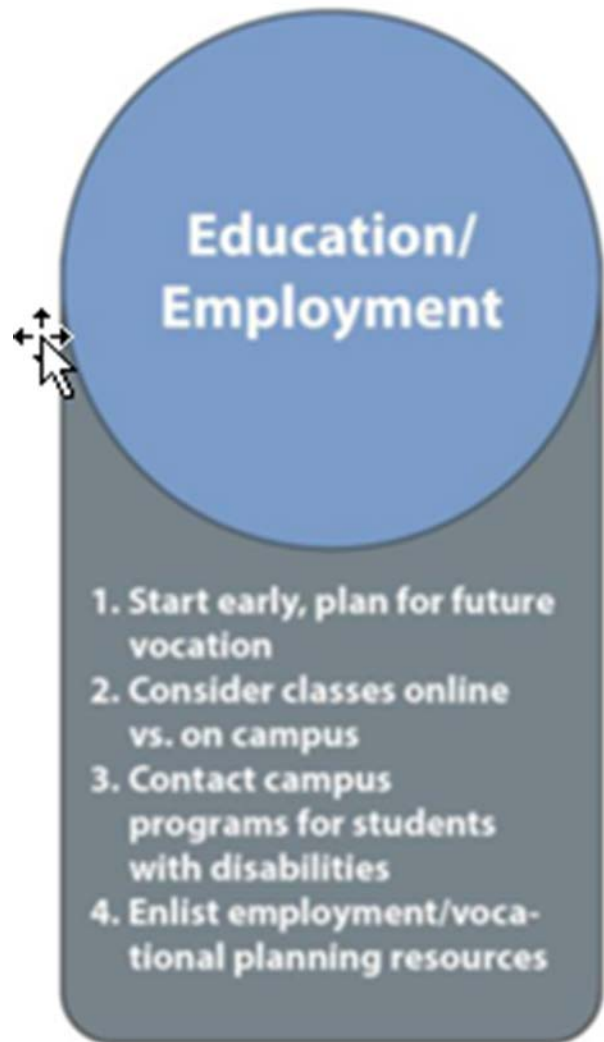 Education/
Employment
1. Start early, plan for future
vocation
2. Consider classes online
vs. on campus
3. Contact campus
programs for students
with disabilities
4. Enlist employment/voca-
tional planning resources